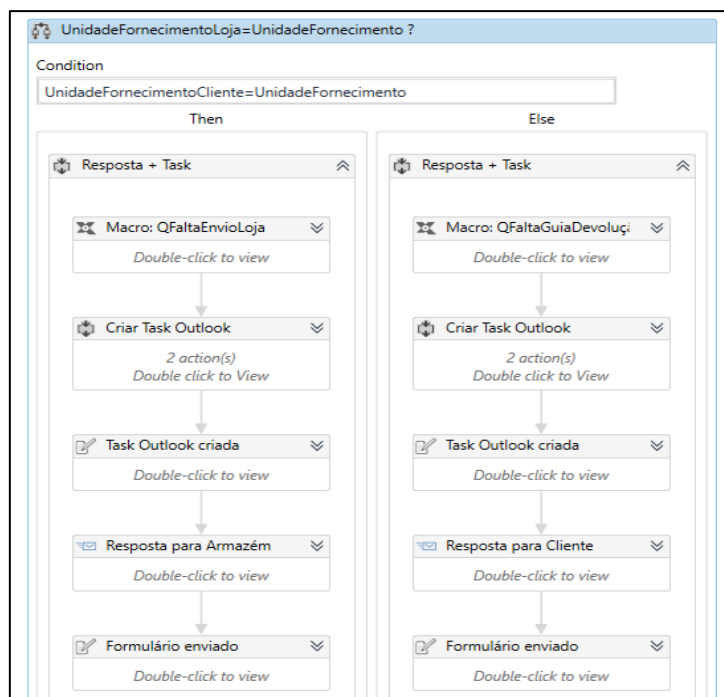 UnidadeFornecimentoLoja=UnidadeFornecimento ?
Condition
UnidadeFornecimentoCliente=UnidadeFornecimento
Then
Resposta + Task
Macro: QFaltaEnvioLoja
Double-click to view
Criar Task Outlook
2 action(s)
Double click to View
Task Outlook criada
Double-click to view
Resposta para Armazém
Double-click to view
Formulário enviado
Double-click to view
Else
Resposta + Task
Macro: QFaltaGuiaDevoluçã
Double-click to view
Criar Task Outlook
2 action(s)
Double click to View
Task Outlook criada
Double-click to view
Resposta para Cliente
Double-click to view
Formulário enviado
Double-click to view